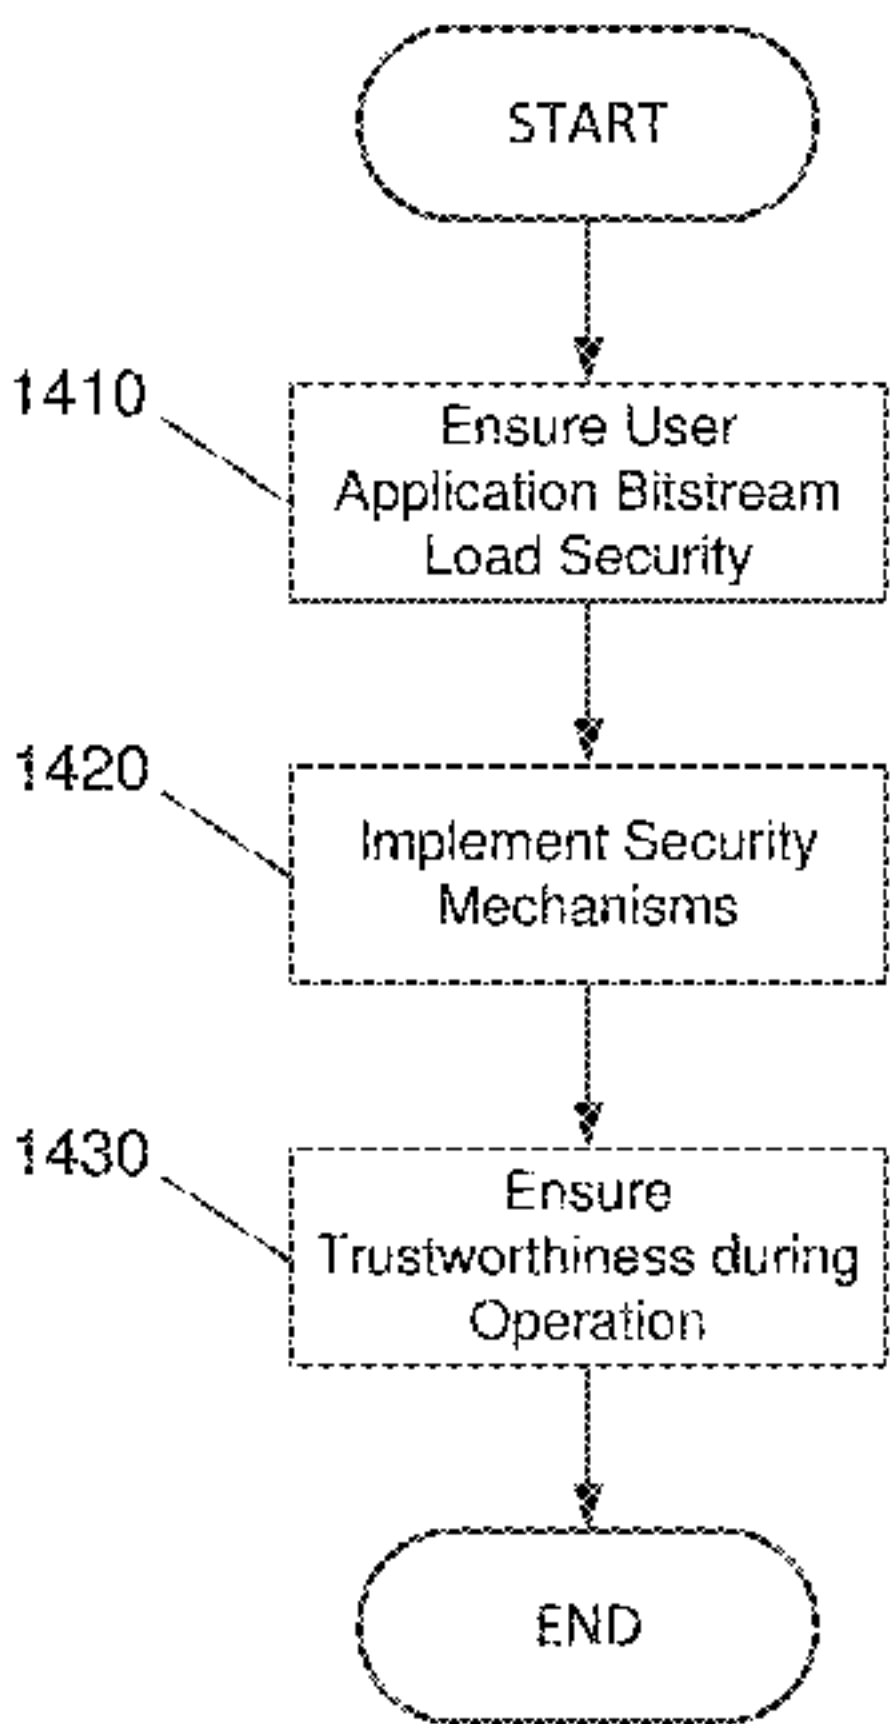 START
1410
Ensure User
Application Bitstream
Load Security
1420
Implement Security
Mechanisms
1430
Ensure
Trustworthiness during
Operation
END